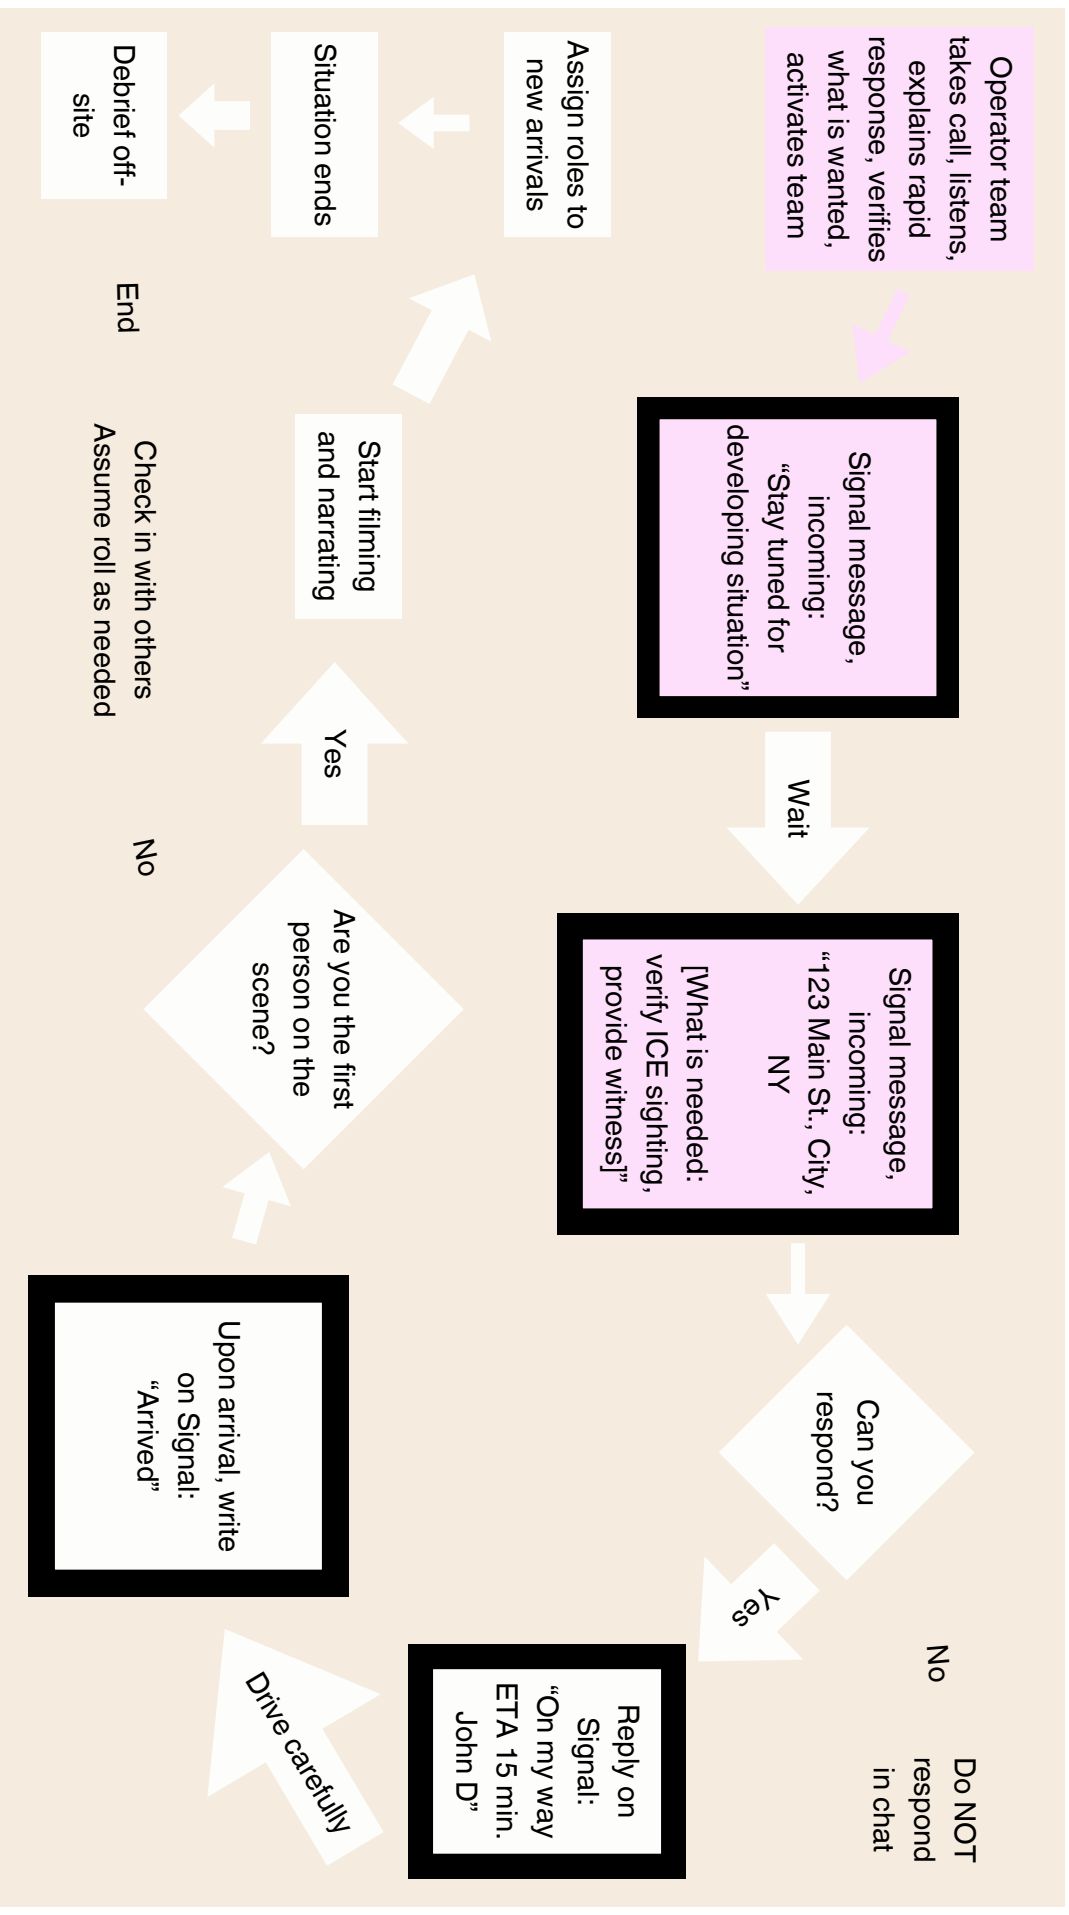 Operator team
takes call, listens,
explains rapid
response, verifies
what is wanted,
activates team
Signal message,
incoming:
“Stay tuned for
developing situation”
Wait
Signal message,
incoming:
“123 Main St., City,
NY
[What is needed:
verify ICE sighting,
provide witness]”
Can you
respond?
No
Do NOT
respond
in chat
Yes
Reply on
Signal:
“On my way
ETA 15 min.
John D”
Drive carefully
Upon arrival, write
on Signal:
“Arrived”
Are you the first
person on the
scene?
No
Check in with others
Assume roll as needed
End
Yes
Start filming
and narrating
Assign roles to
new arrivals
Situation ends
Debrief off-
site